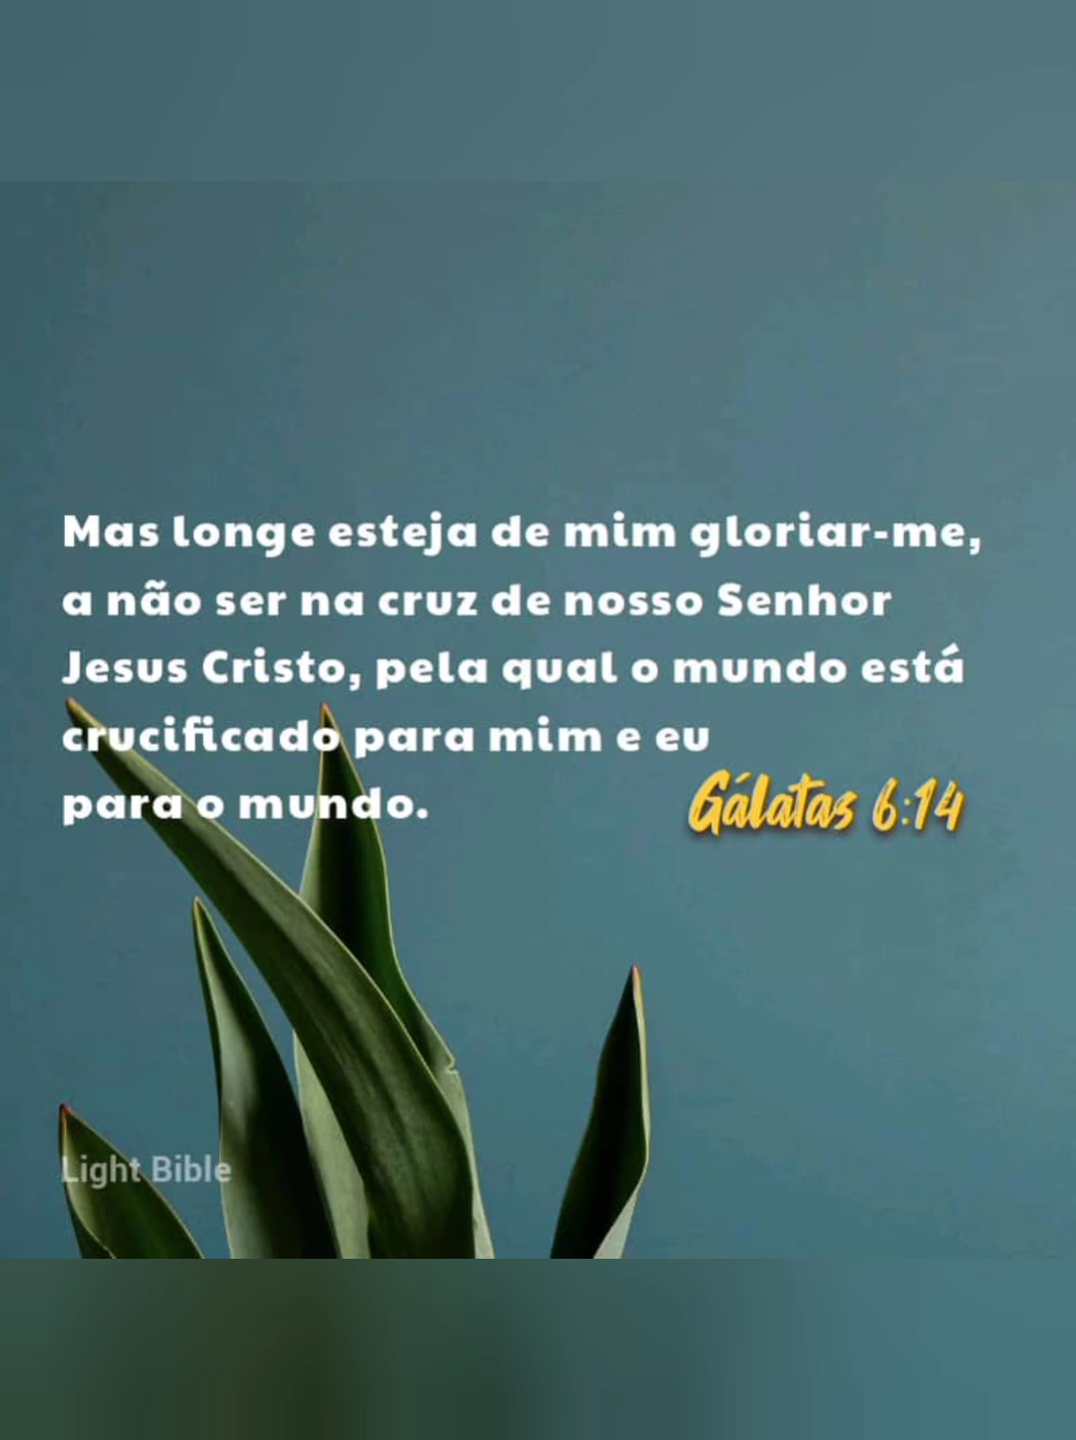 Mas longe esteja de mim gloriar-me,
a não ser na cruz de nosso Senhor
Jesus Cristo, pela qual o mundo está
crucificado para mim e eu
para o mundo.
Gálatas 6:14
Light Bible